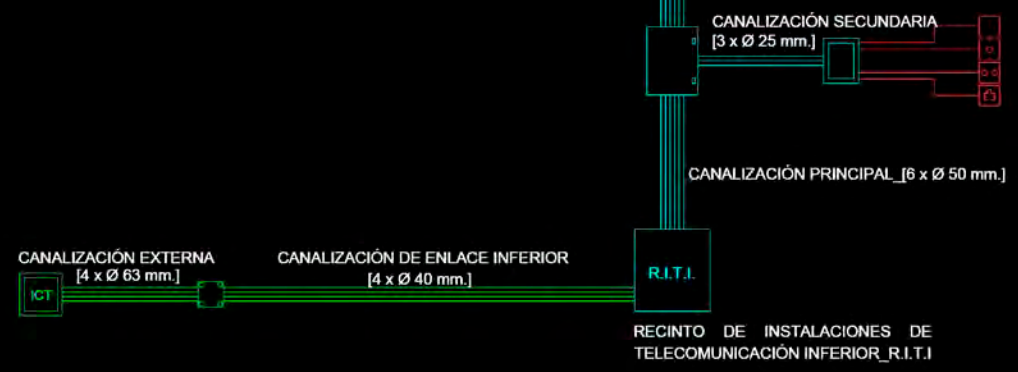 CANALIZACIÓN SECUNDARIA
[3 x Ø 25 mm.]
CANALIZACIÓN PRINCIPAL_[6 x Ø 50 mm.]
CANALIZACIÓN EXTERNA
[4 x Ø 63 mm.]
CANALIZACIÓN DE ENLACE INFERIOR
[4 x Ø 40 mm.]
R.I.T.I.
ICT
RECINTO DE INSTALACIONES DE
TELECOMUNICACIÓN INFERIOR_R.I.T.I